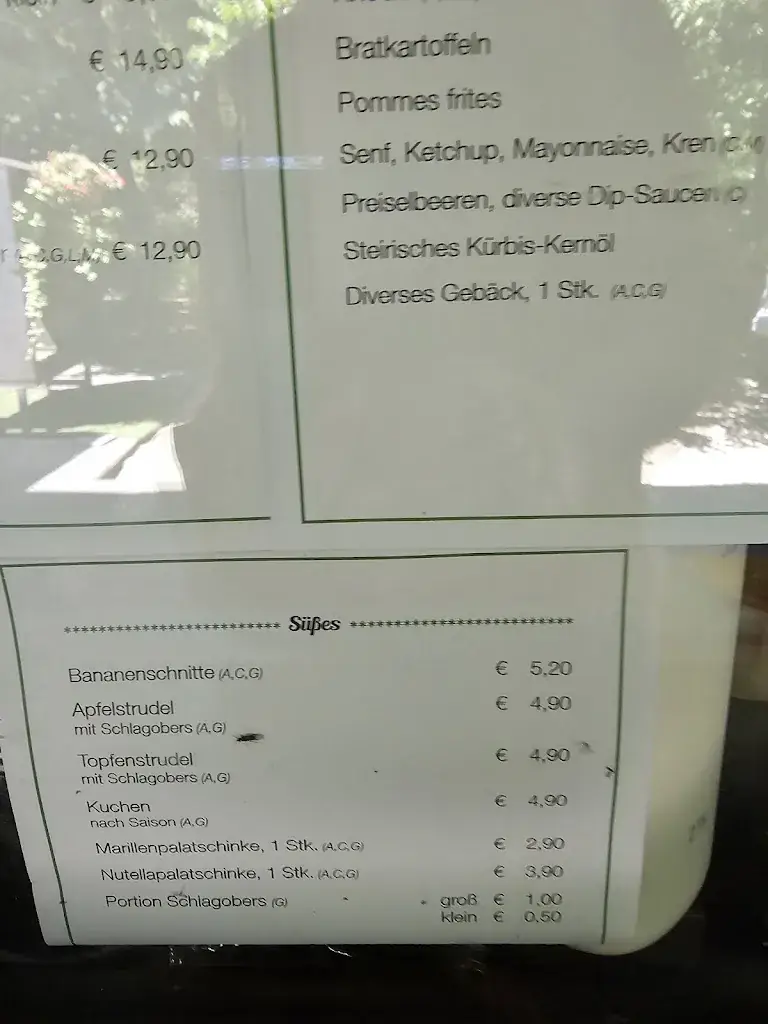 € 14,90
€ 12,90
€ 12,90
Bratkartoffeln
Pommes frites
Senf, Ketchup, Mayonnaise, Kren
Preiselbeeren, diverse Dip-Saucen (C)
Steirisches Kürbis-Kernöl
Diverses Gebäck, 1 Stk. (A,C,G)
************************* Süßes **************************
Bananenschnitte (A,C,G) € 5,20
Apfelstrudel € 4,90
mit Schlagobers (A,G)
Topfenstrudel € 4,90
mit Schlagobers (A,G)
Kuchen € 4,90
nach Saison (A,G)
Marillenpalatschinke, 1 Stk. (A,C,G) € 2,90
Nutellapalatschinke, 1 Stk. (A,C,G) € 3,90
Portion Schlagobers (G) groß € 1,00
klein € 0,50